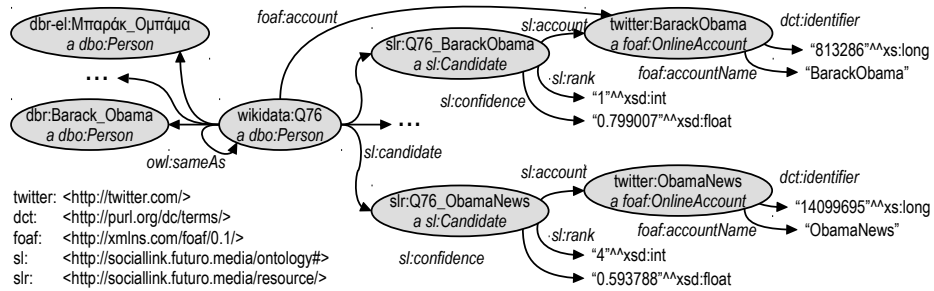 dbr-el:Μπαράκ_Ομπάμα
a dbo:Person
...
dbr:Barack_Obama
a dbo:Person
owl:sameAs
wikidata:Q76
a dbo:Person
foaf:account
sl:candidate
...
slr:Q76_BarackObama
a sl:Candidate
sl:account
sl:rank
"1"^^xsd:int
sl:confidence
"0.799007"^^xsd:float
twitter:BarackObama
a foaf:OnlineAccount
dct:identifier
"813286"^^xs:long
foaf:accountName
"BarackObama"
slr:Q76_ObamaNews
a sl:Candidate
sl:account
sl:rank
"4"^^xsd:int
sl:confidence
"0.593788"^^xsd:float
twitter:ObamaNews
a foaf:OnlineAccount
dct:identifier
"14099695"^^xs:long
foaf:accountName
"ObamaNews"
twitter: <http://twitter.com/>
dct: <http://purl.org/dc/terms/>
foaf: <http://xmlns.com/foaf/0.1/>
sl: <http://sociallink.futuro.media/ontology#>
slr: <http://sociallink.futuro.media/resource/>